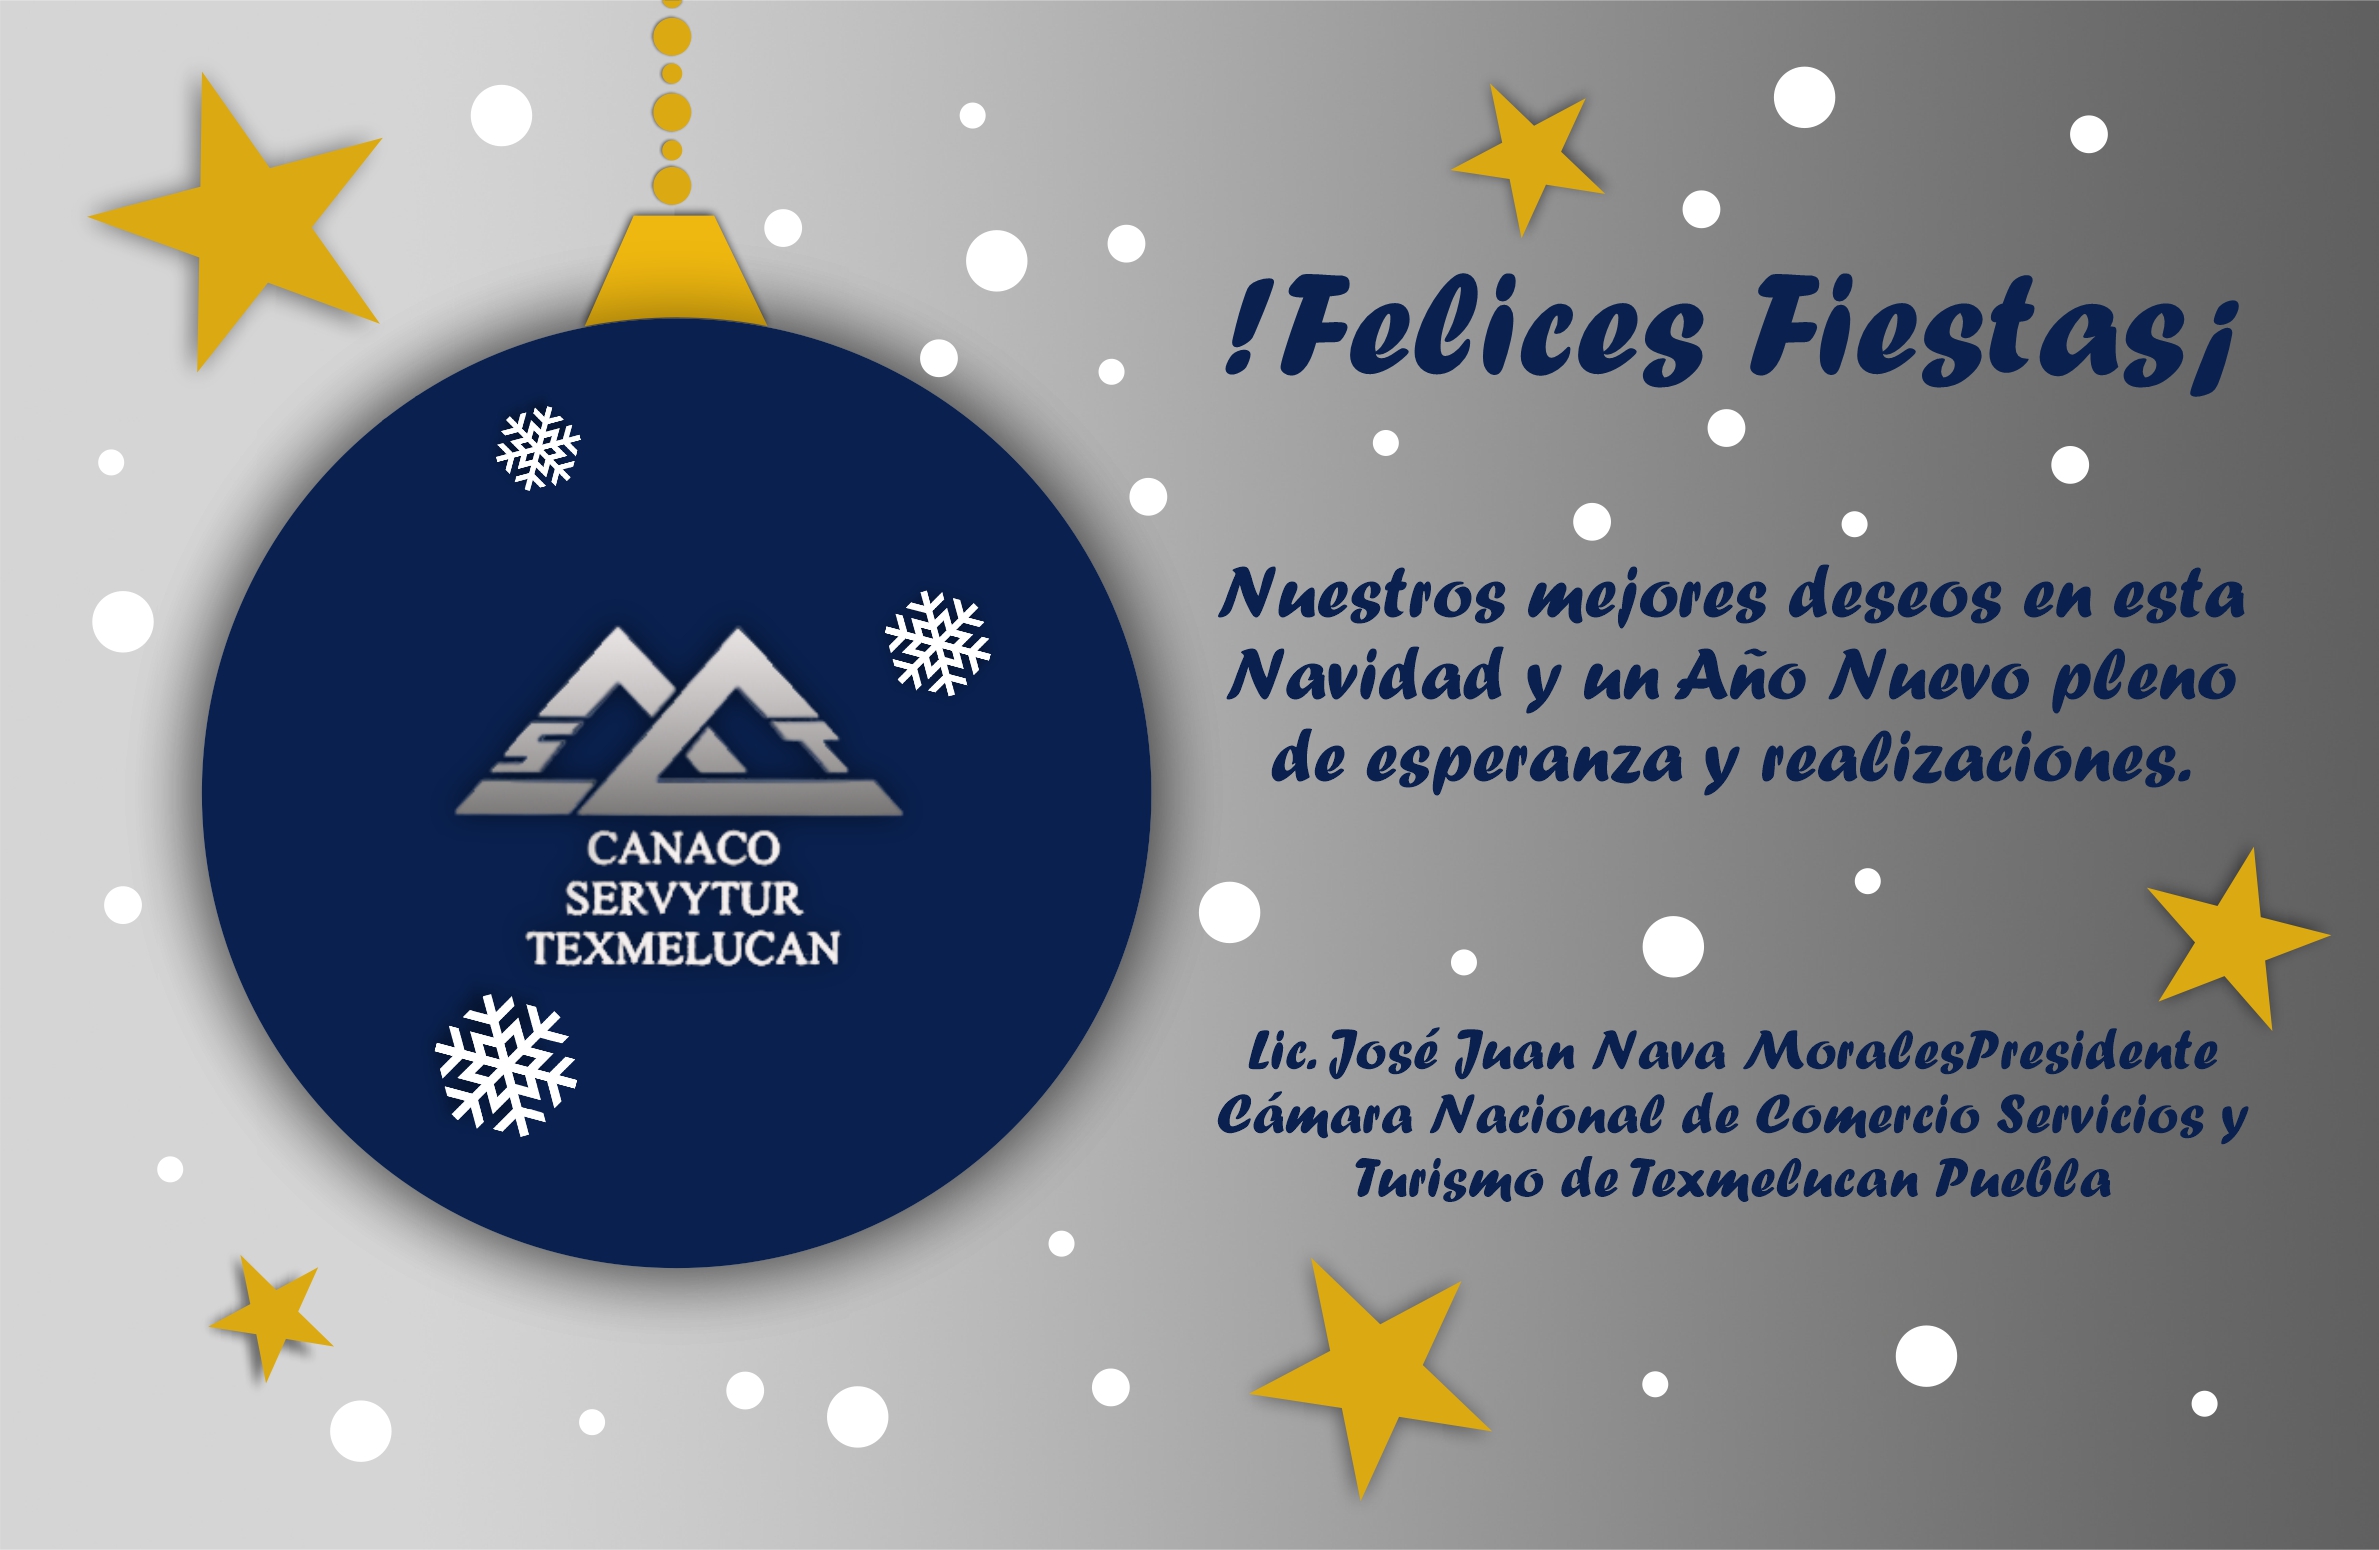 !Felices Fiestas¡
Nuestros mejores deseos en esta
Navidad y un Año Nuevo pleno
de esperanza y realizaciones.
CANACO
SERVYTUR
TEXMELUCAN
Lic. José Juan Nava MoralesPresidente
Cámara Nacional de Comercio Servicios y
Turismo de Texmelucan Puebla